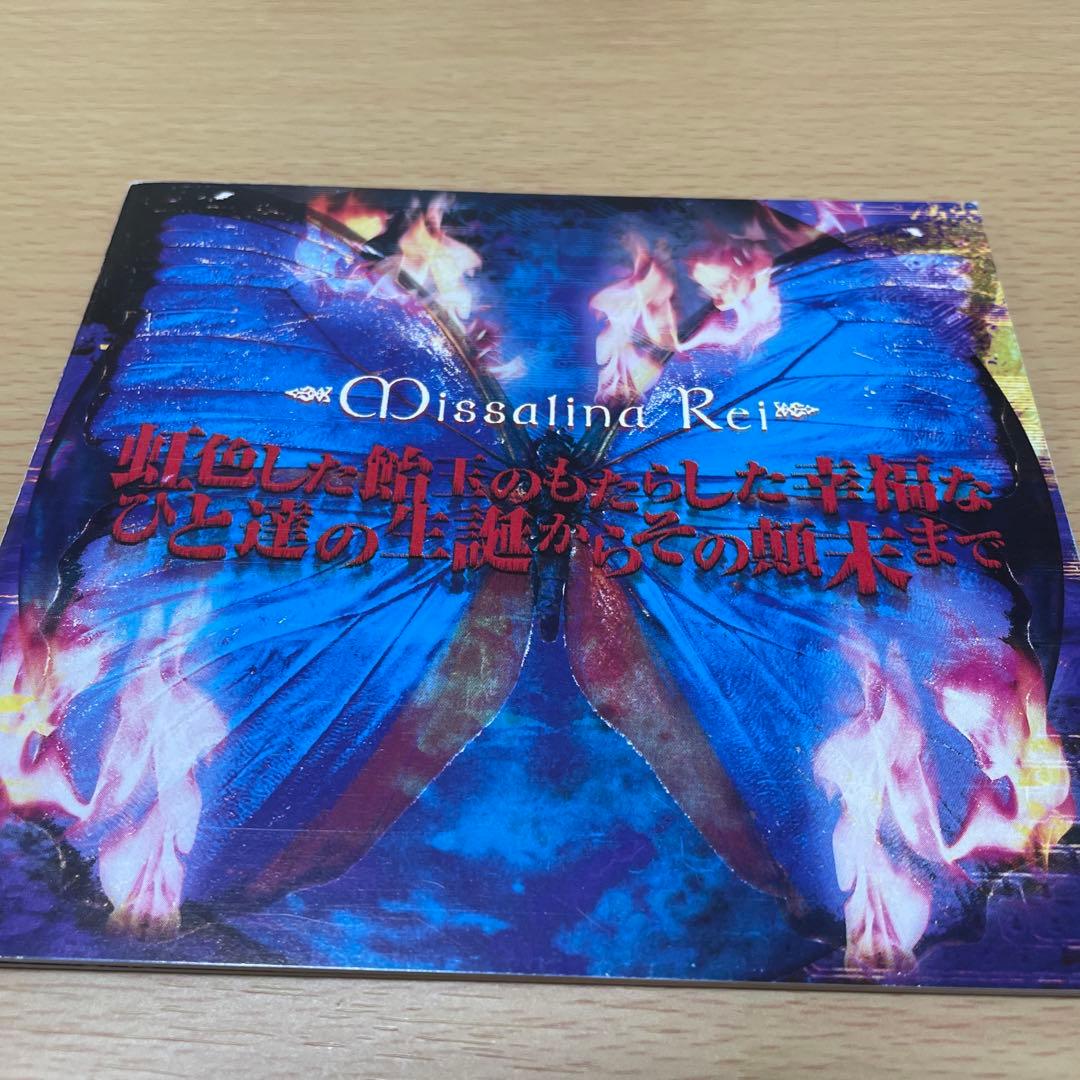 Missalina Rei
虹色した飴玉のもたらした幸福な
ひと達の生誕からその顛末まで